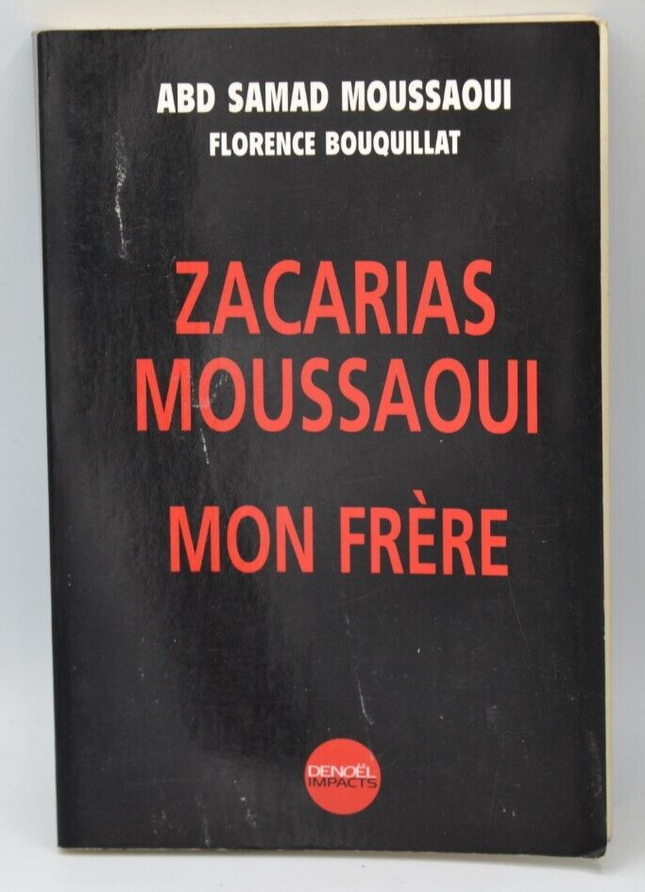 ABD SAMAD MOUSSAOUI
FLORENCE BOUQUILLAT
ZACARIAS
MOUSSAOUI
MON FRÈRE
DENOËL
IMPACTS